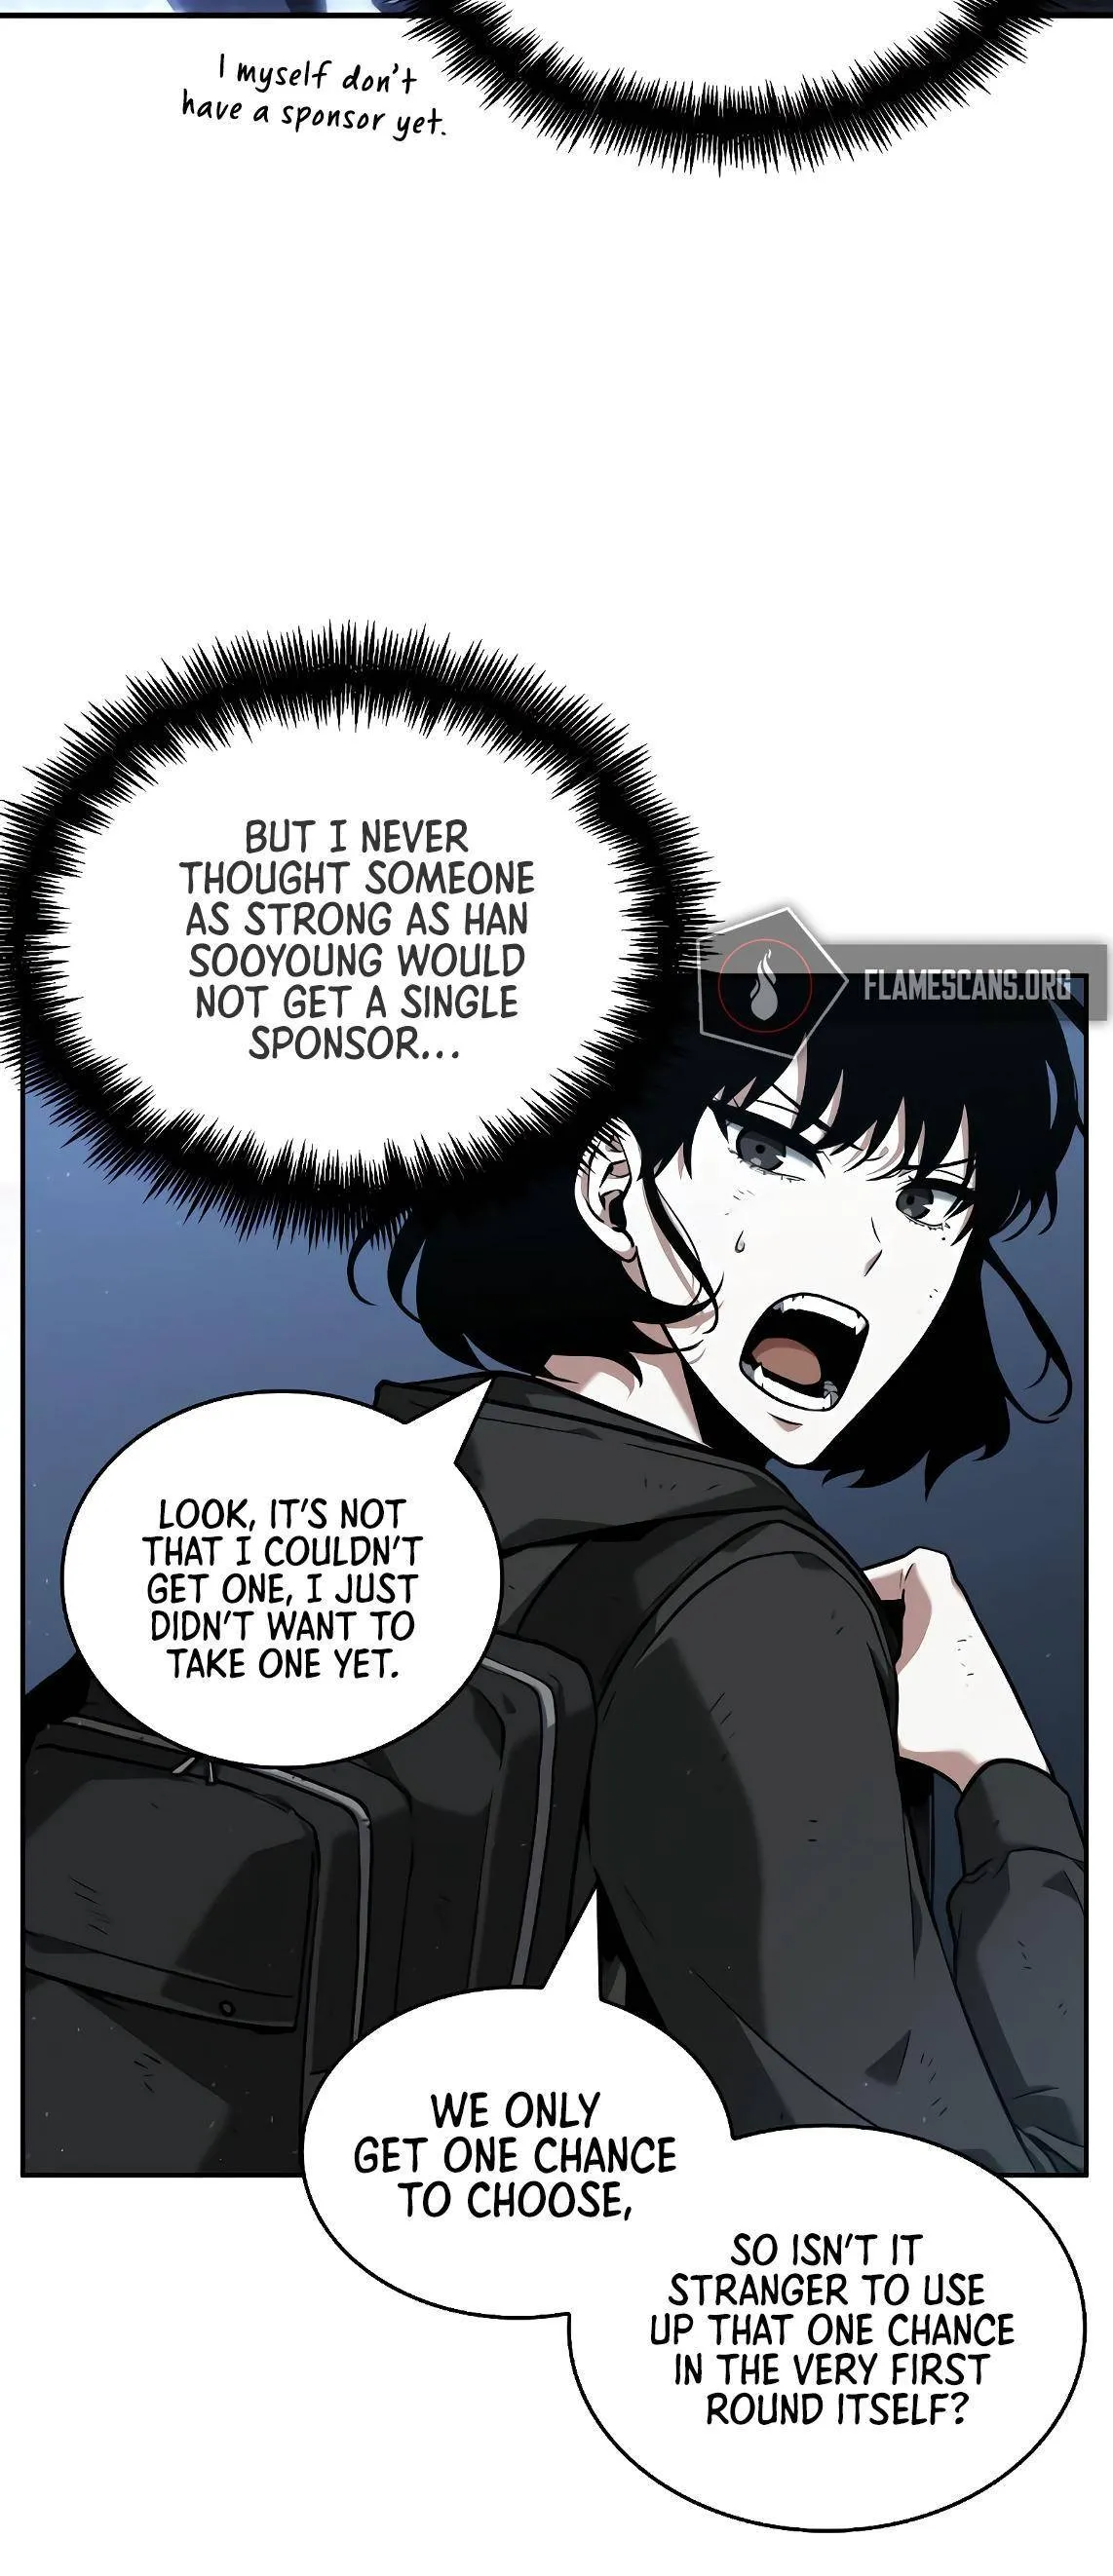 I myself don't
have a sponsor yet.
BUT I NEVER
THOUGHT SOMEONE
AS STRONG AS HAN
SOOYOUNG WOULD
NOT GET A SINGLE
SPONSOR...
FLAMESCANS.ORG
LOOK, IT'S NOT
THAT I COULDN'T
GET ONE, I JUST
DIDN'T WANT TO
TAKE ONE YET.
WE ONLY
GET ONE CHANCE
TO CHOOSE,
SO ISN'T IT
STRANGER TO USE
UP THAT ONE CHANCE
IN THE VERY FIRST
ROUND ITSELF?